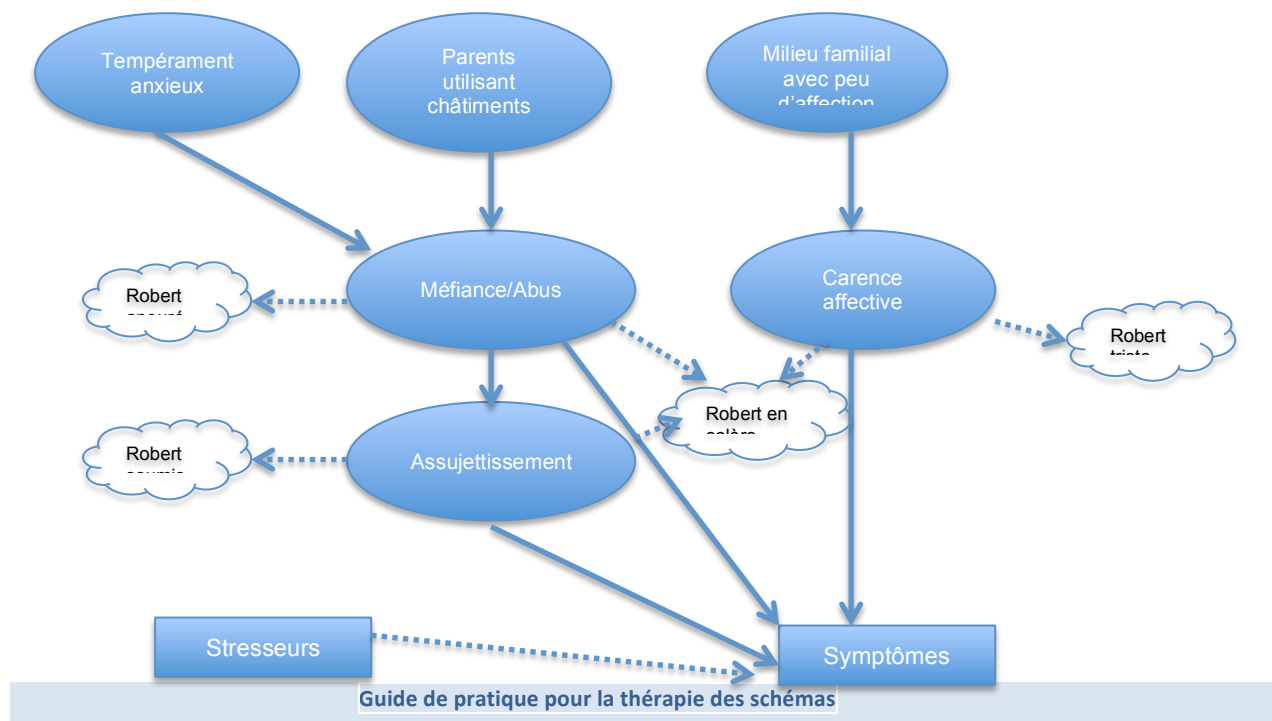 Tempérament
anxieux
Parents
utilisant
châtiments
Milieu familial
avec peu
d'affection
Méfiance/Abus
Carence
affective
Robert
Robert
Robert en
Assujettissement
Robert
Stresseurs
Symptômes
Guide de pratique pour la thérapie des schémas